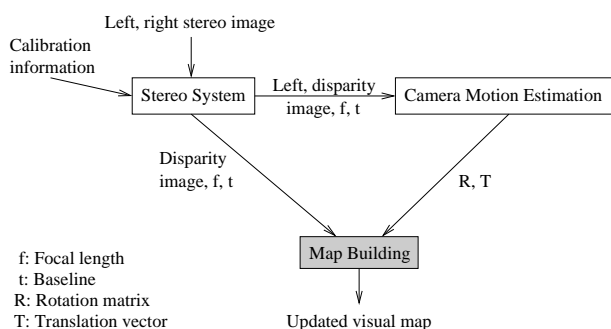 Left, right stereo image
Calibration
information
Stereo System
Left, disparity
image, f, t
Camera Motion Estimation
Disparity
image, f, t
R, T
Map Building
f: Focal length
t: Baseline
R: Rotation matrix
T: Translation vector
Updated visual map